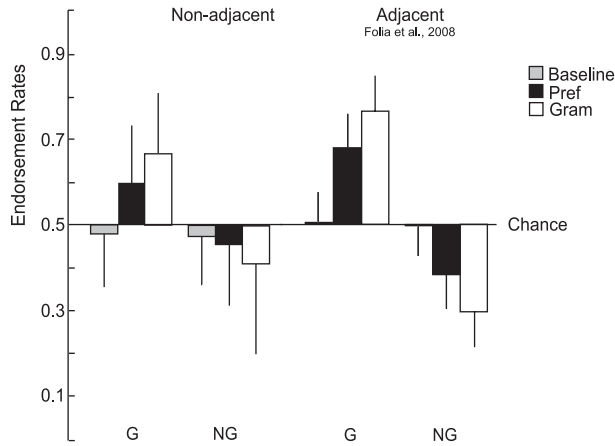 Non-adjacent
Adjacent
Folia et al., 2008
Baseline
Pref
Gram
Endorsement Rates
0.9
0.7
0.5
0.3
0.1
Chance
G
NG
G
NG